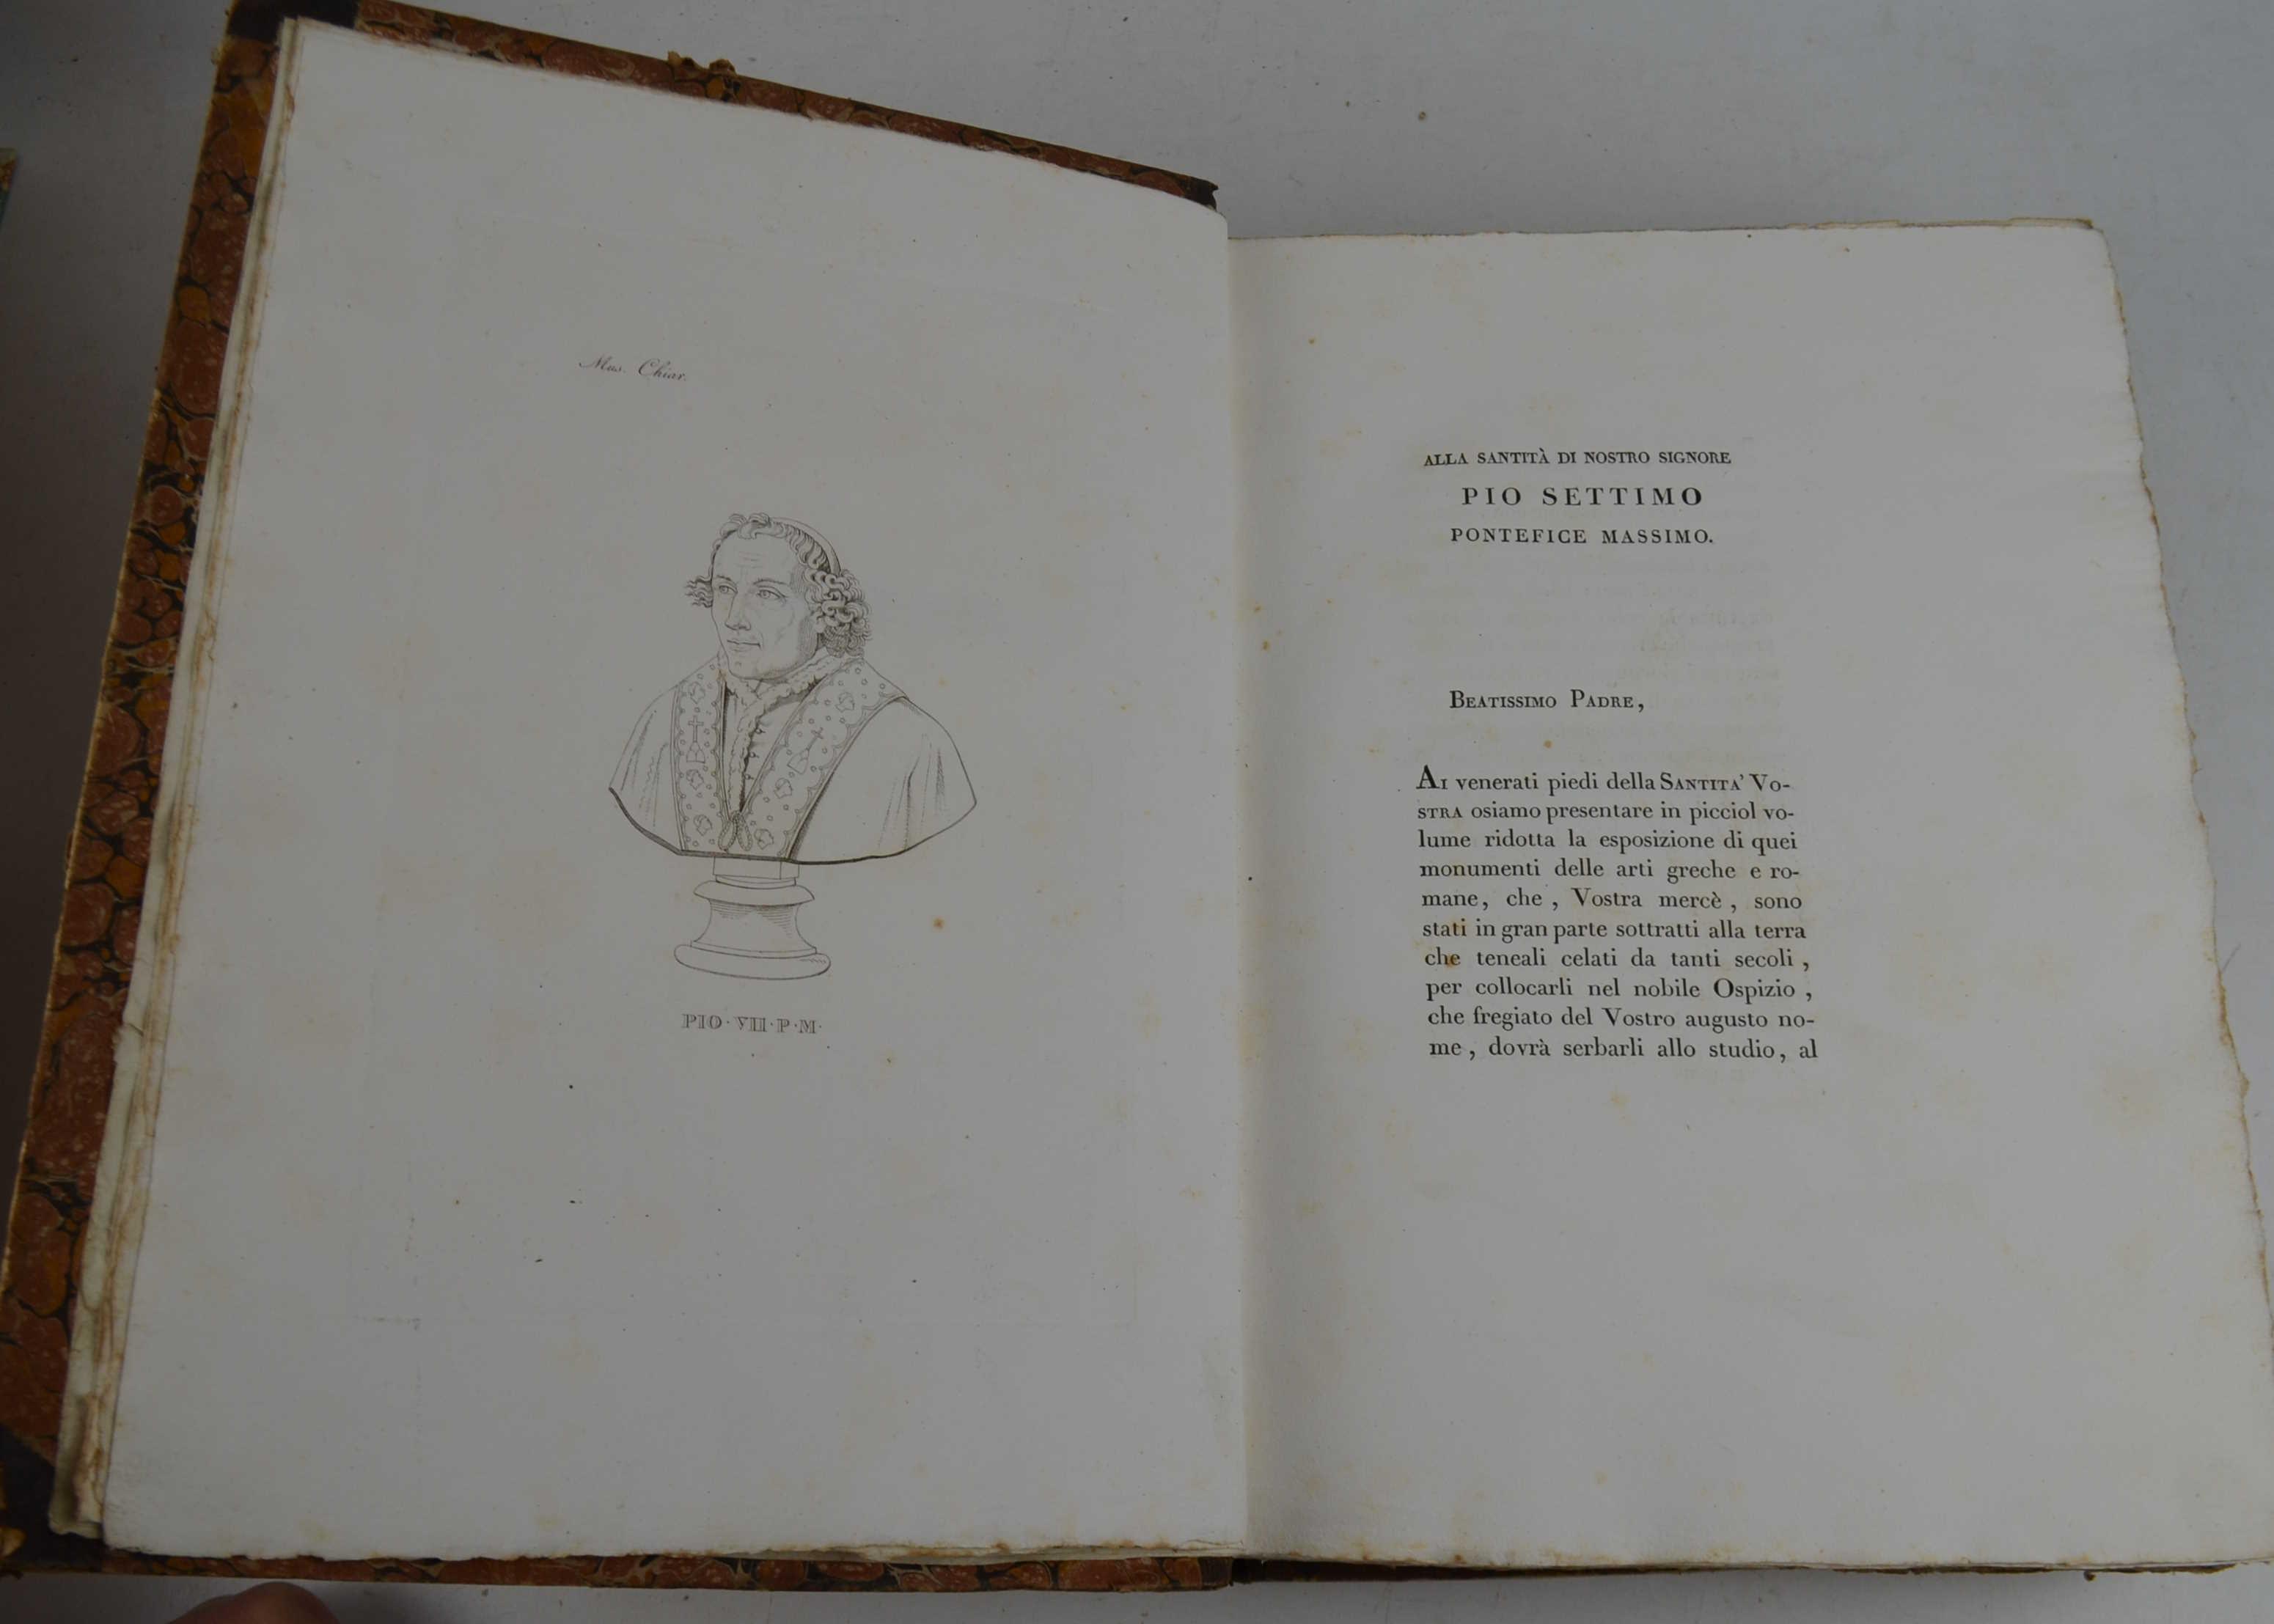 Mus. Chiar.
PIO · VII · P · M ·
ALLA SANTITÀ DI NOSTRO SIGNORE
PIO SETTIMO
PONTEFICE MASSIMO.
BEATISSIMO PADRE,
AI venerati piedi della SANTITA' VO-
STRA osiamo presentare in picciol vo-
lume ridotta la esposizione di quei
monumenti delle arti greche e ro-
mane, che , Vostra mercè , sono
stati in gran parte sottratti alla terra
che teneali celati da tanti secoli ,
per collocarli nel nobile Ospizio ,
che fregiato del Vostro augusto no-
me , dovrà serbarli allo studio, al